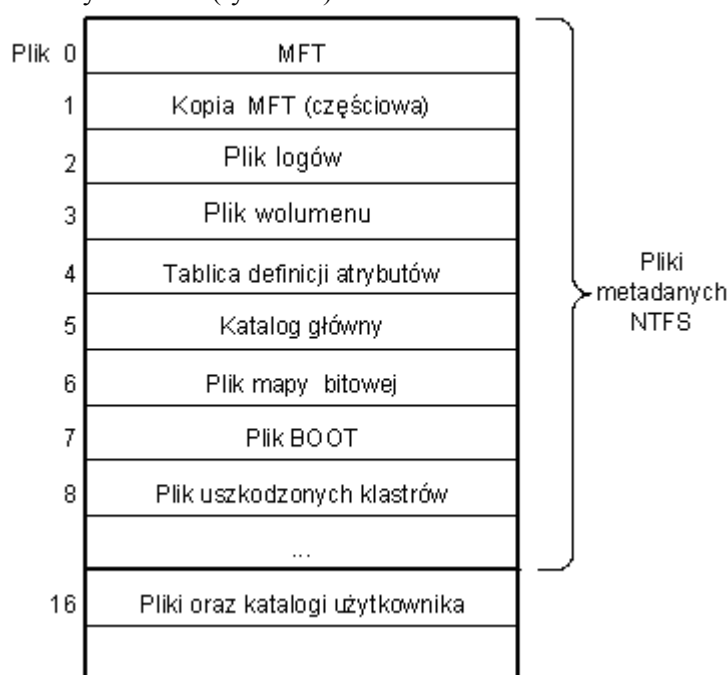 Plik 0 MFT
1 Kopia MFT (częściowa)
2 Plik logów
3 Plik wolumenu
4 Tablica definicji atrybutów
5 Katalog główny
6 Plik mapy bitowej
7 Plik BOOT
8 Plik uszkodzonych klastrów
...
16 Pliki oraz katalogi użytkownika
Pliki
metadanych
NTFS